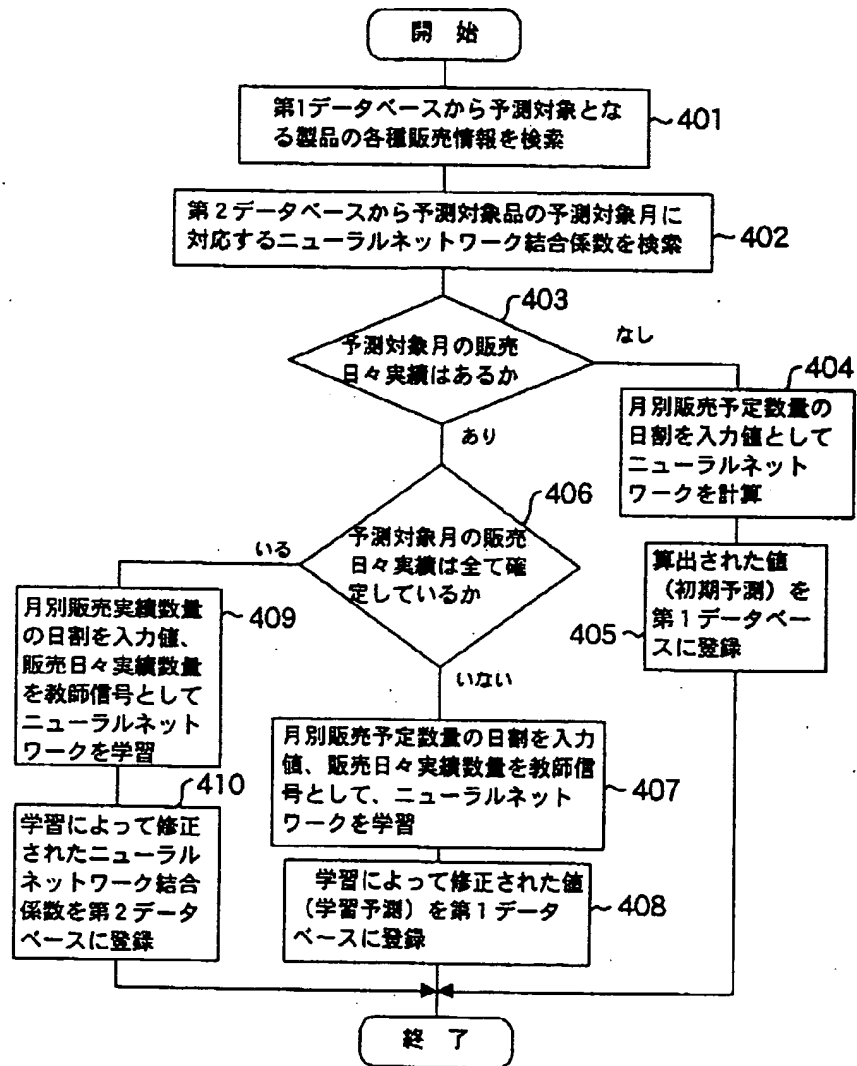 開 始
第1データベースから予測対象とな
る製品の各種販売情報を検索
401
第2データベースから予測対象品の予測対象月に
対応するニューラルネットワーク結合係数を検索
402
403
予測対象月の販売
日々実績はあるか
なし
あり
404
月別販売予定数量の
日割を入力値として
ニューラルネット
ワークを計算
406
予測対象月の販売
日々実績は全て確
定しているか
いる
いない
算出された値
(初期予測)を
第1データベー
スに登録
405
月別販売実績数量
の日割を入力値、
販売日々実績数量
を教師信号として
ニューラルネット
ワークを学習
409
月別販売予定数量の日割を入力
値、販売日々実績数量を教師信
号として、ニューラルネット
ワークを学習
407
410
学習によって修正
されたニューラル
ネットワーク結合
係数を第2データ
ベースに登録
学習によって修正された値
(学習予測)を第1データ
ベースに登録
408
終 了